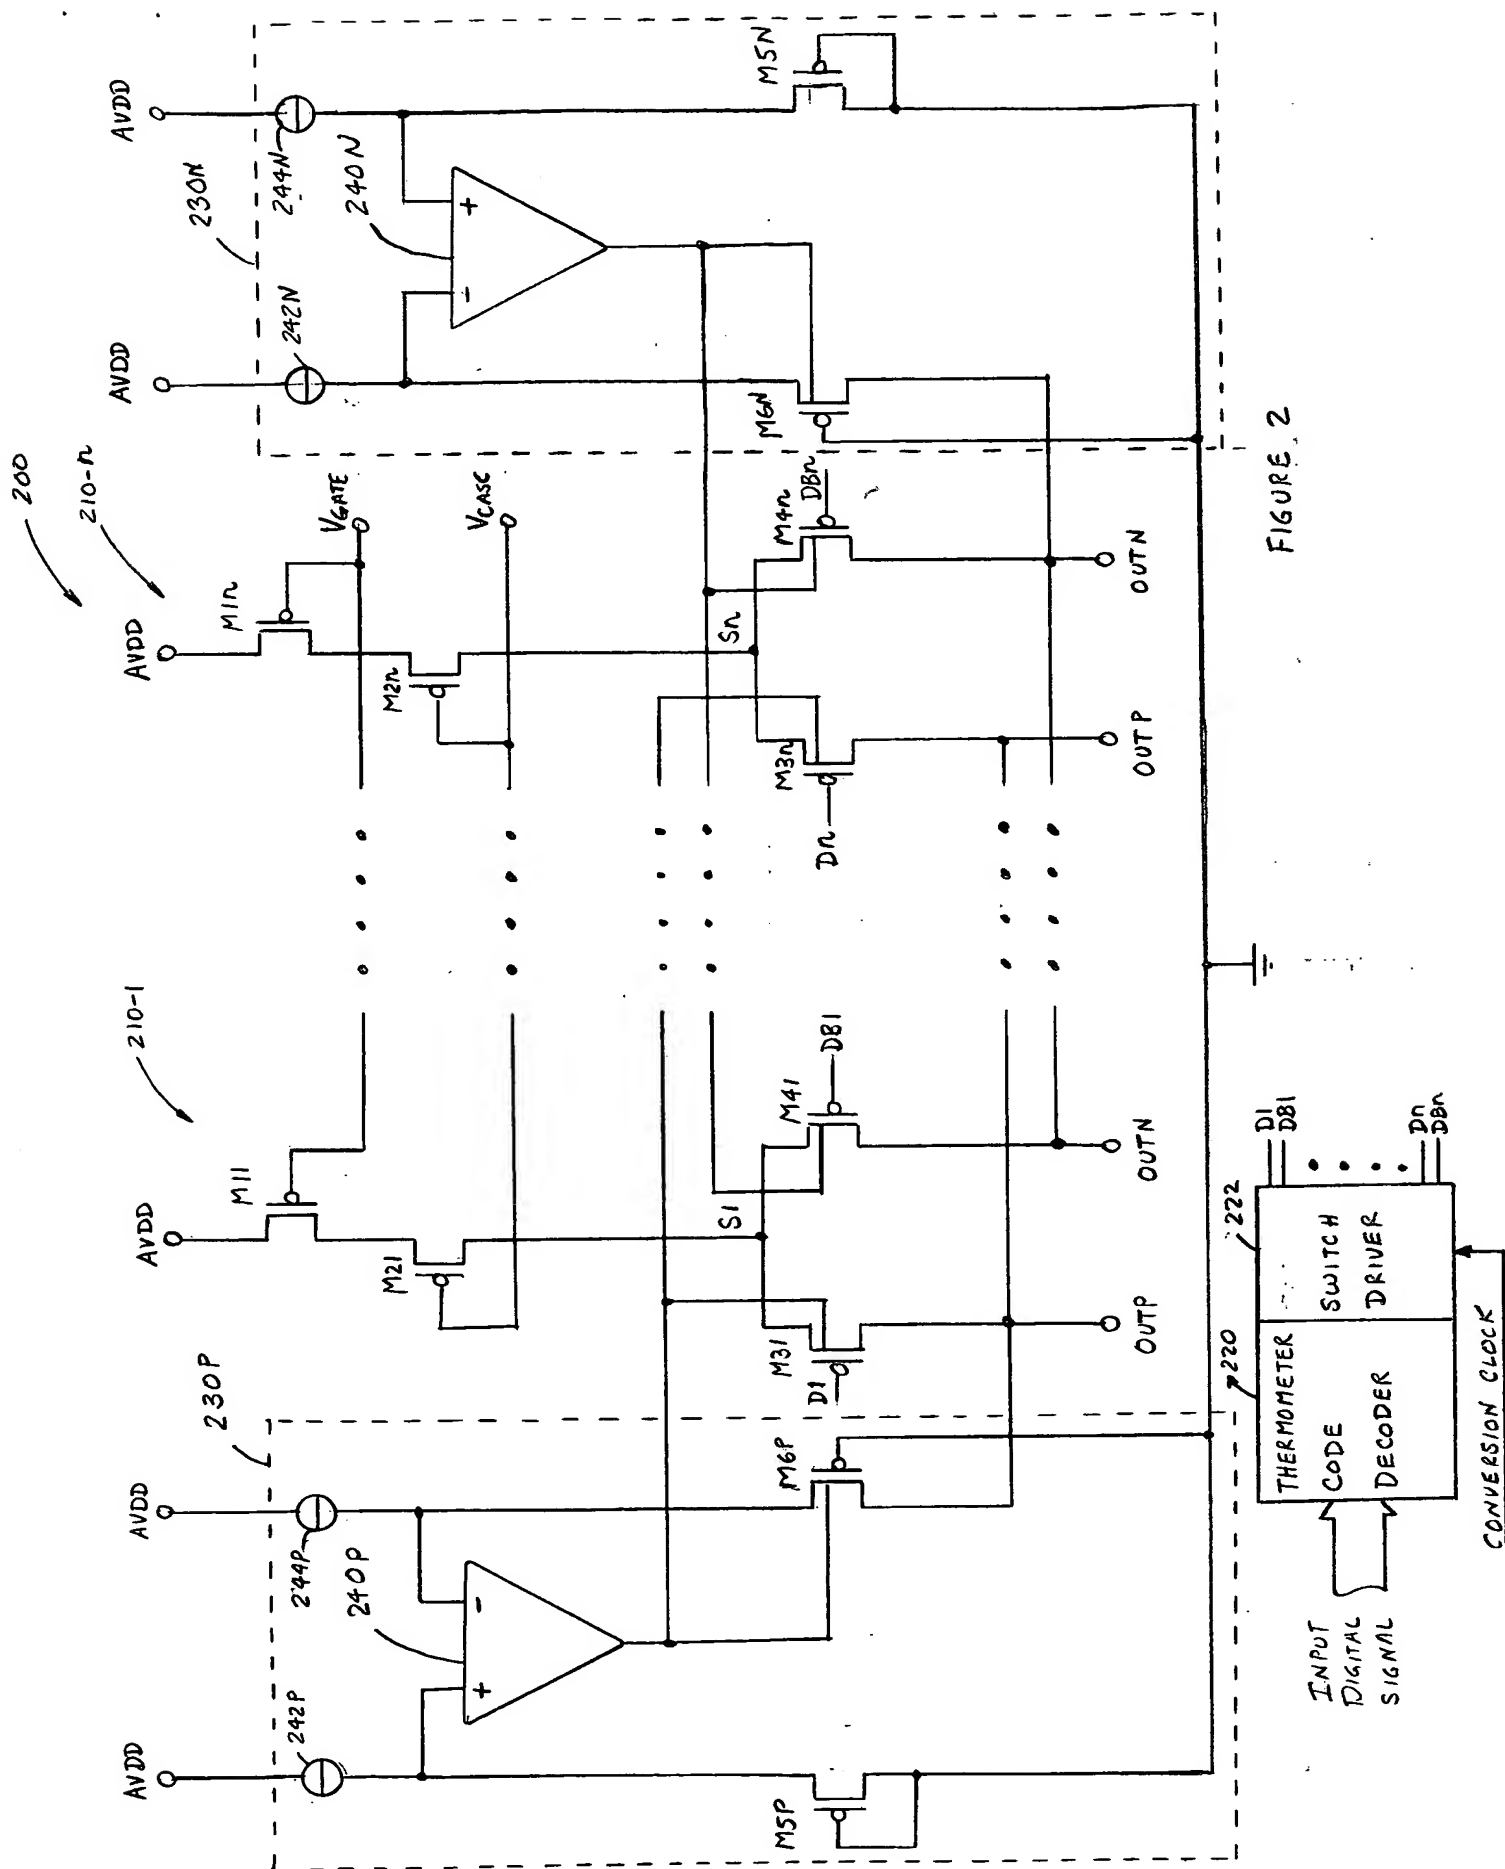 200
210-1
210-n
230P
230N
AVDD
AVDD
AVDD
AVDD
AVDD
AVDD
242P
244P
240P
+
-
M11
M21
M1n
M2n
VGATE
VCASC
242N
244N
240N
-
+
M5P
M6P
D1
M31
S1
M41
DB1
Dn
M3n
Sn
M4n
DBn
M6N
M5N
OUTP
OUTN
OUTP
OUTN
INPUT
DIGITAL
SIGNAL
220
THERMOMETER
CODE
DECODER
222
SWITCH
DRIVER
D1
DB1
Dn
DBn
CONVERSION CLOCK
FIGURE 2